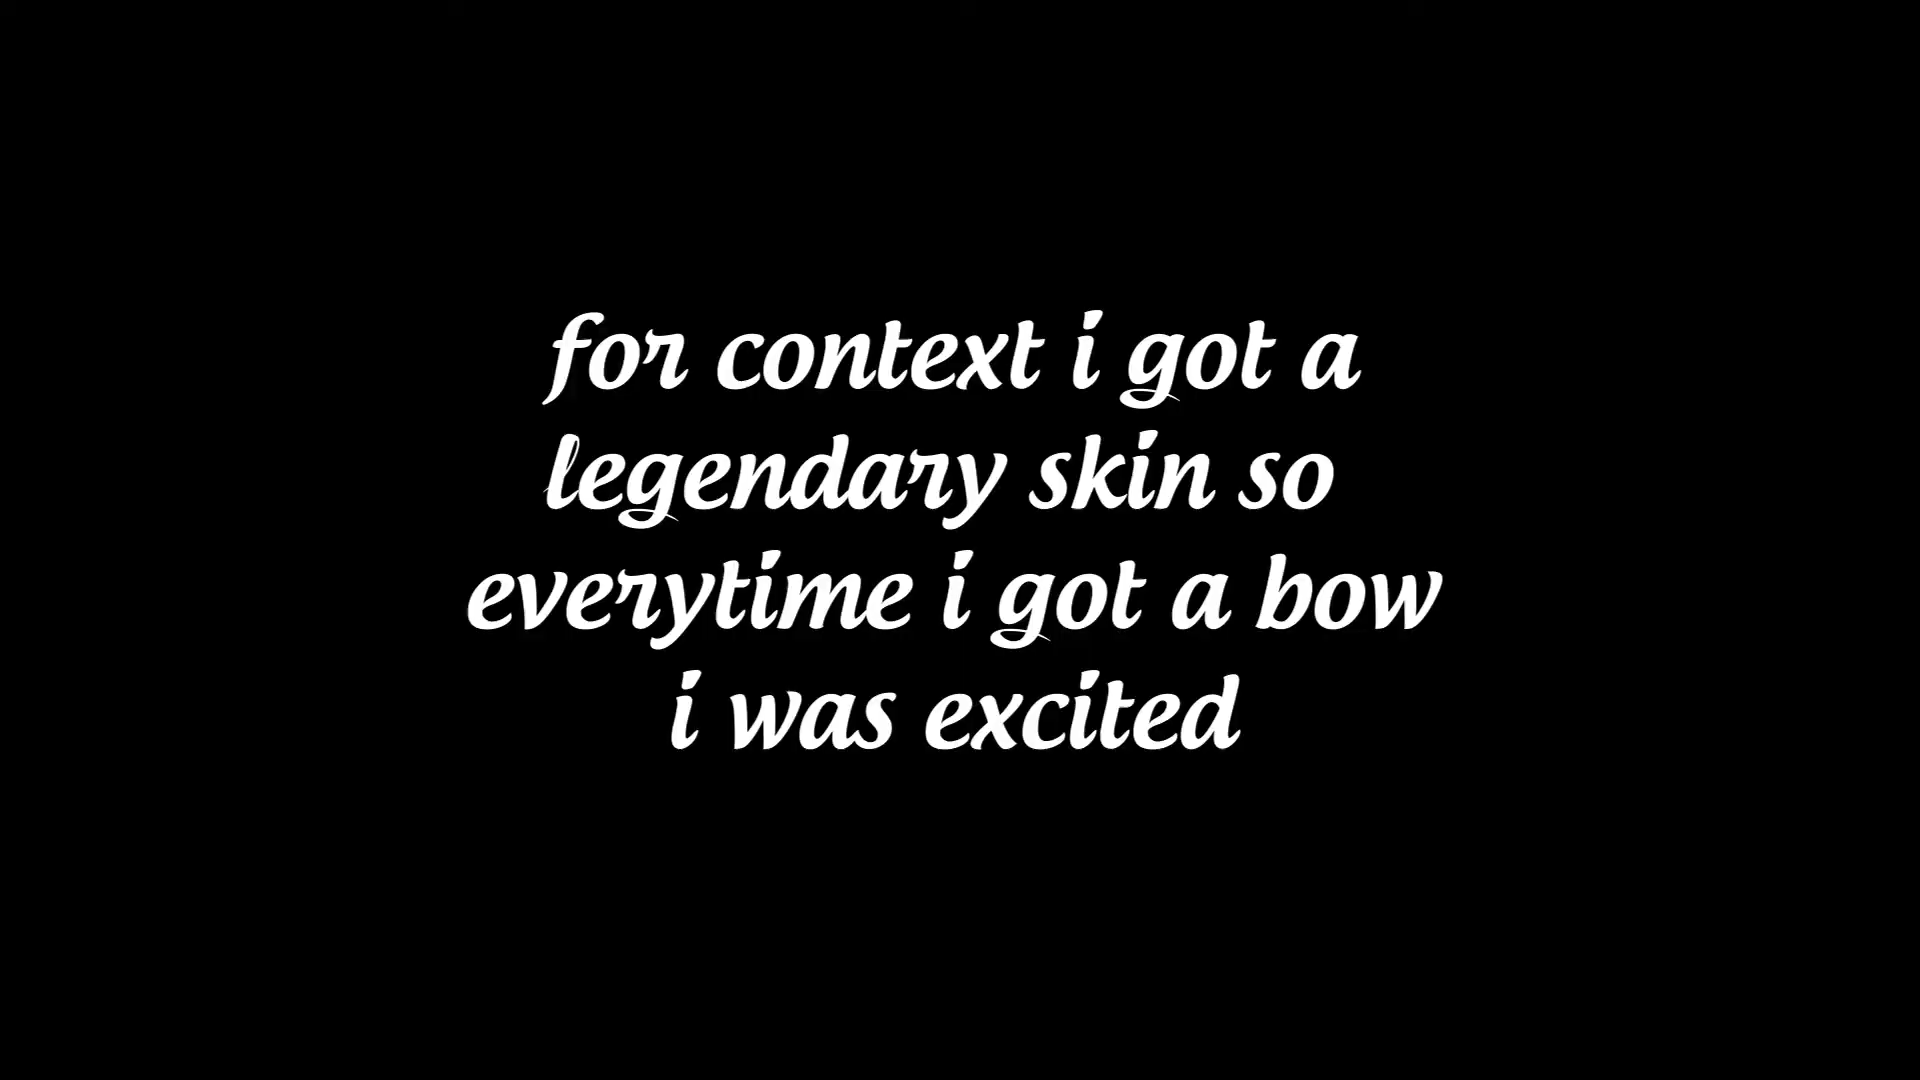 for context i got a
legendary skin so
everytime i got a bow
i was excited